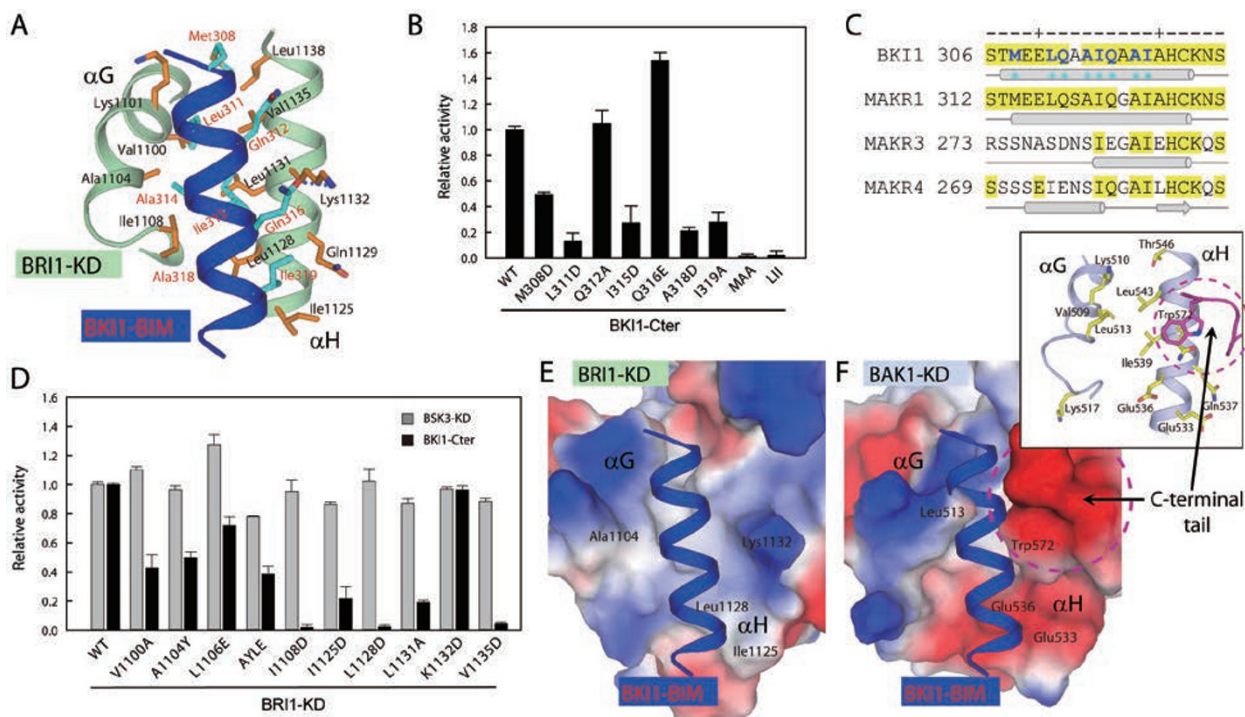 A
Met308
αG
Leu1138
Lys1101
Leu311
Val1135
Gln312
Val1100
Leu1131
Ala1104
Lys1132
Ala314
Gln316
Ile1108
Leu1128
Gln1129
BRI1-KD
Ala318
Ile319
Ile1125
BKI1-BIM
αH
B
Relative activity
1.8
1.6
1.4
1.2
1.0
0.8
0.6
0.4
0.2
0.0
WT
M308D
L311D
Q312A
I315D
Q316E
A318D
I319A
MAA
LII
BKI1-Cter
C
BKI1 306 STMEELQAAIQAAIAHCKNS
MAKR1 312 STMEELQSAIQGAIAHCKNS
MAKR3 273 RSSNASDNSIEGAIEHCKQS
MAKR4 269 SSSSEIENSIQGAILHCKQS
D
Relative activity
1.6
1.4
1.2
1.0
0.8
0.6
0.4
0.2
0.0
BSK3-KD
BKI1-Cter
WT
V1100A
A1104Y
L1106E
AYLE
I1108D
I1125D
L1128D
L1131A
K1132D
V1135D
BRI1-KD
E
BRI1-KD
αG
Ala1104
Lys1132
Leu1128
αH
Ile1125
BKI1-BIM
F
BAK1-KD
αG
Leu513
Trp572
αH
Glu536
Glu533
BKI1-BIM
Thr546
αG
Lys510
αH
Leu543
Val509
Trp572
Leu513
Ile539
Lys517
Glu536
Gln537
Glu533
C-terminal
tail